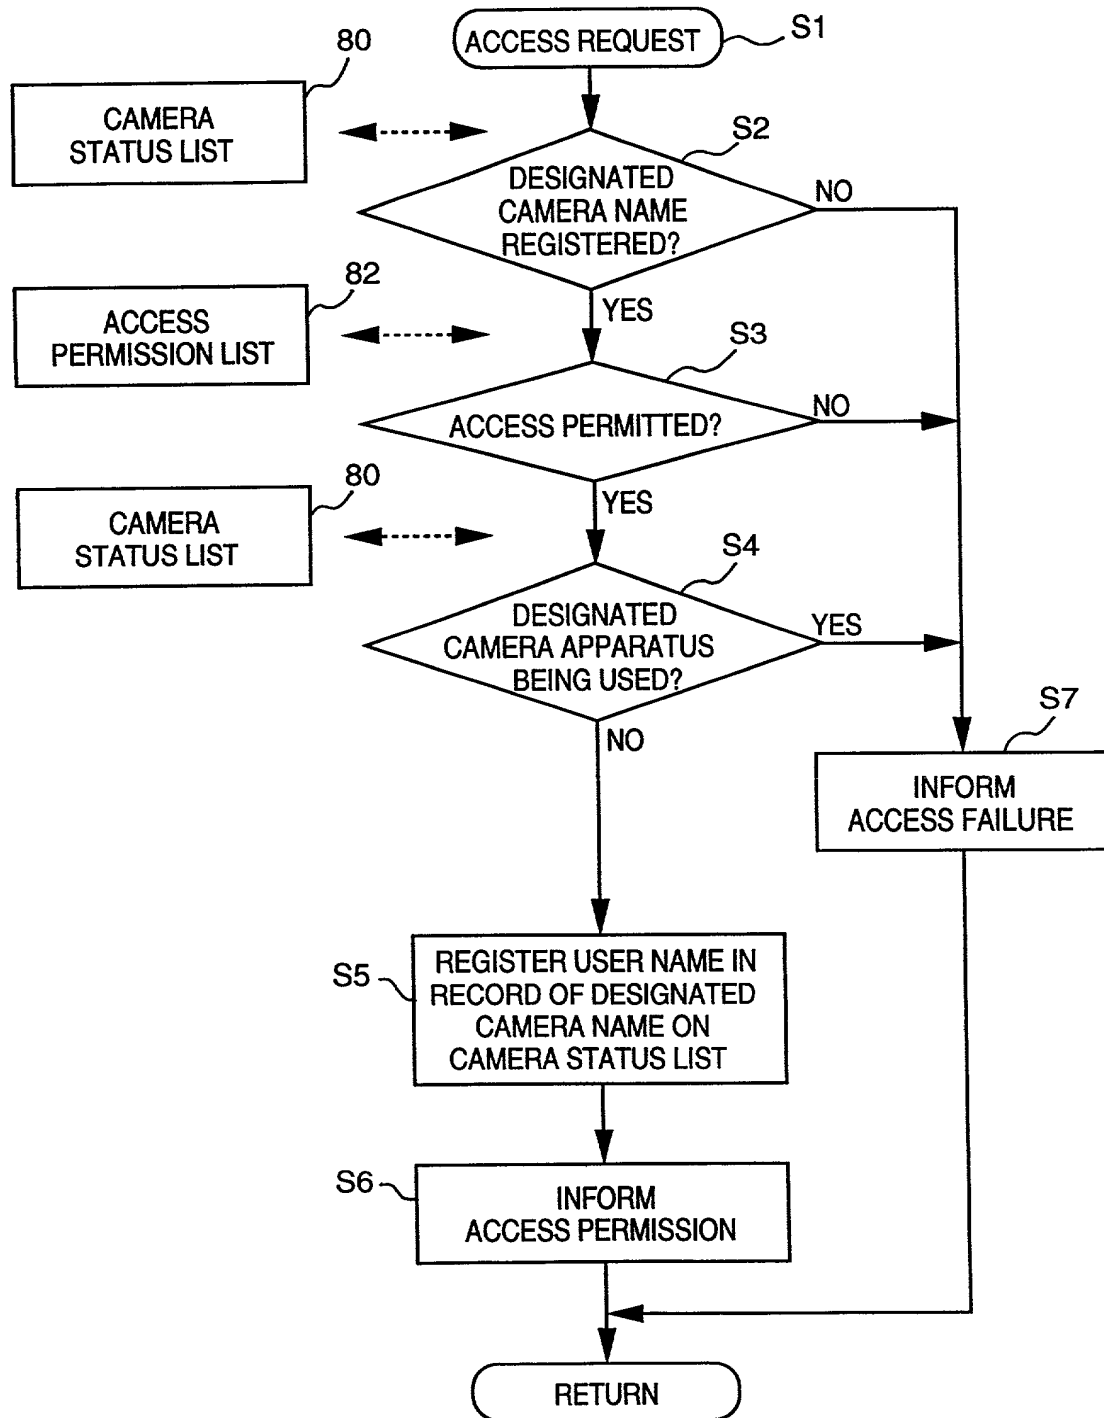 ACCESS REQUEST
S1
80
CAMERA
STATUS LIST
S2
DESIGNATED
CAMERA NAME
REGISTERED?
NO
YES
82
ACCESS
PERMISSION LIST
S3
ACCESS PERMITTED?
NO
YES
80
CAMERA
STATUS LIST
S4
DESIGNATED
CAMERA APPARATUS
BEING USED?
YES
NO
S7
INFORM
ACCESS FAILURE
S5
REGISTER USER NAME IN
RECORD OF DESIGNATED
CAMERA NAME ON
CAMERA STATUS LIST
S6
INFORM
ACCESS PERMISSION
RETURN